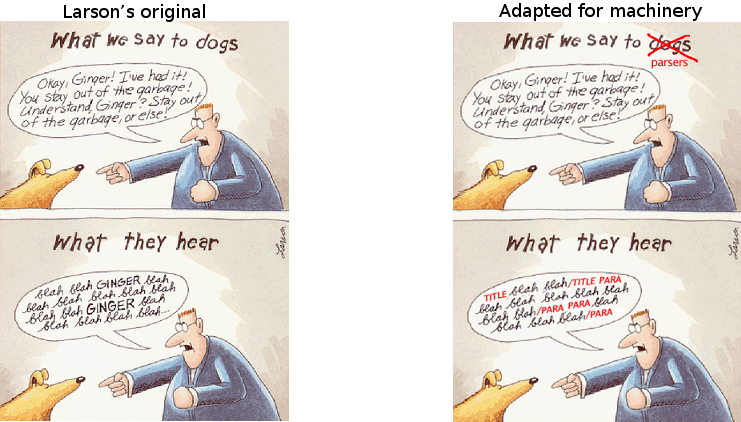 Larson's original
What we say to dogs
Okay, Ginger! I've had it!
You stay out of the garbage!
Understand, Ginger? Stay out
of the garbage, or else!
What they hear
Larson
blah blah GINGER blah
blah blah blah blah blah
blah blah GINGER blah
blah blah blah blah...
Adapted for machinery
What we say to dogs
parsers
Okay, Ginger! I've had it!
You stay out of the garbage!
Understand, Ginger? Stay out
of the garbage, or else!
What they hear
Larson
TITLE blah blah/TITLE PARA
blah blah blah blah blah
blah blah/PARA PARA blah
blah blah blah/PARA